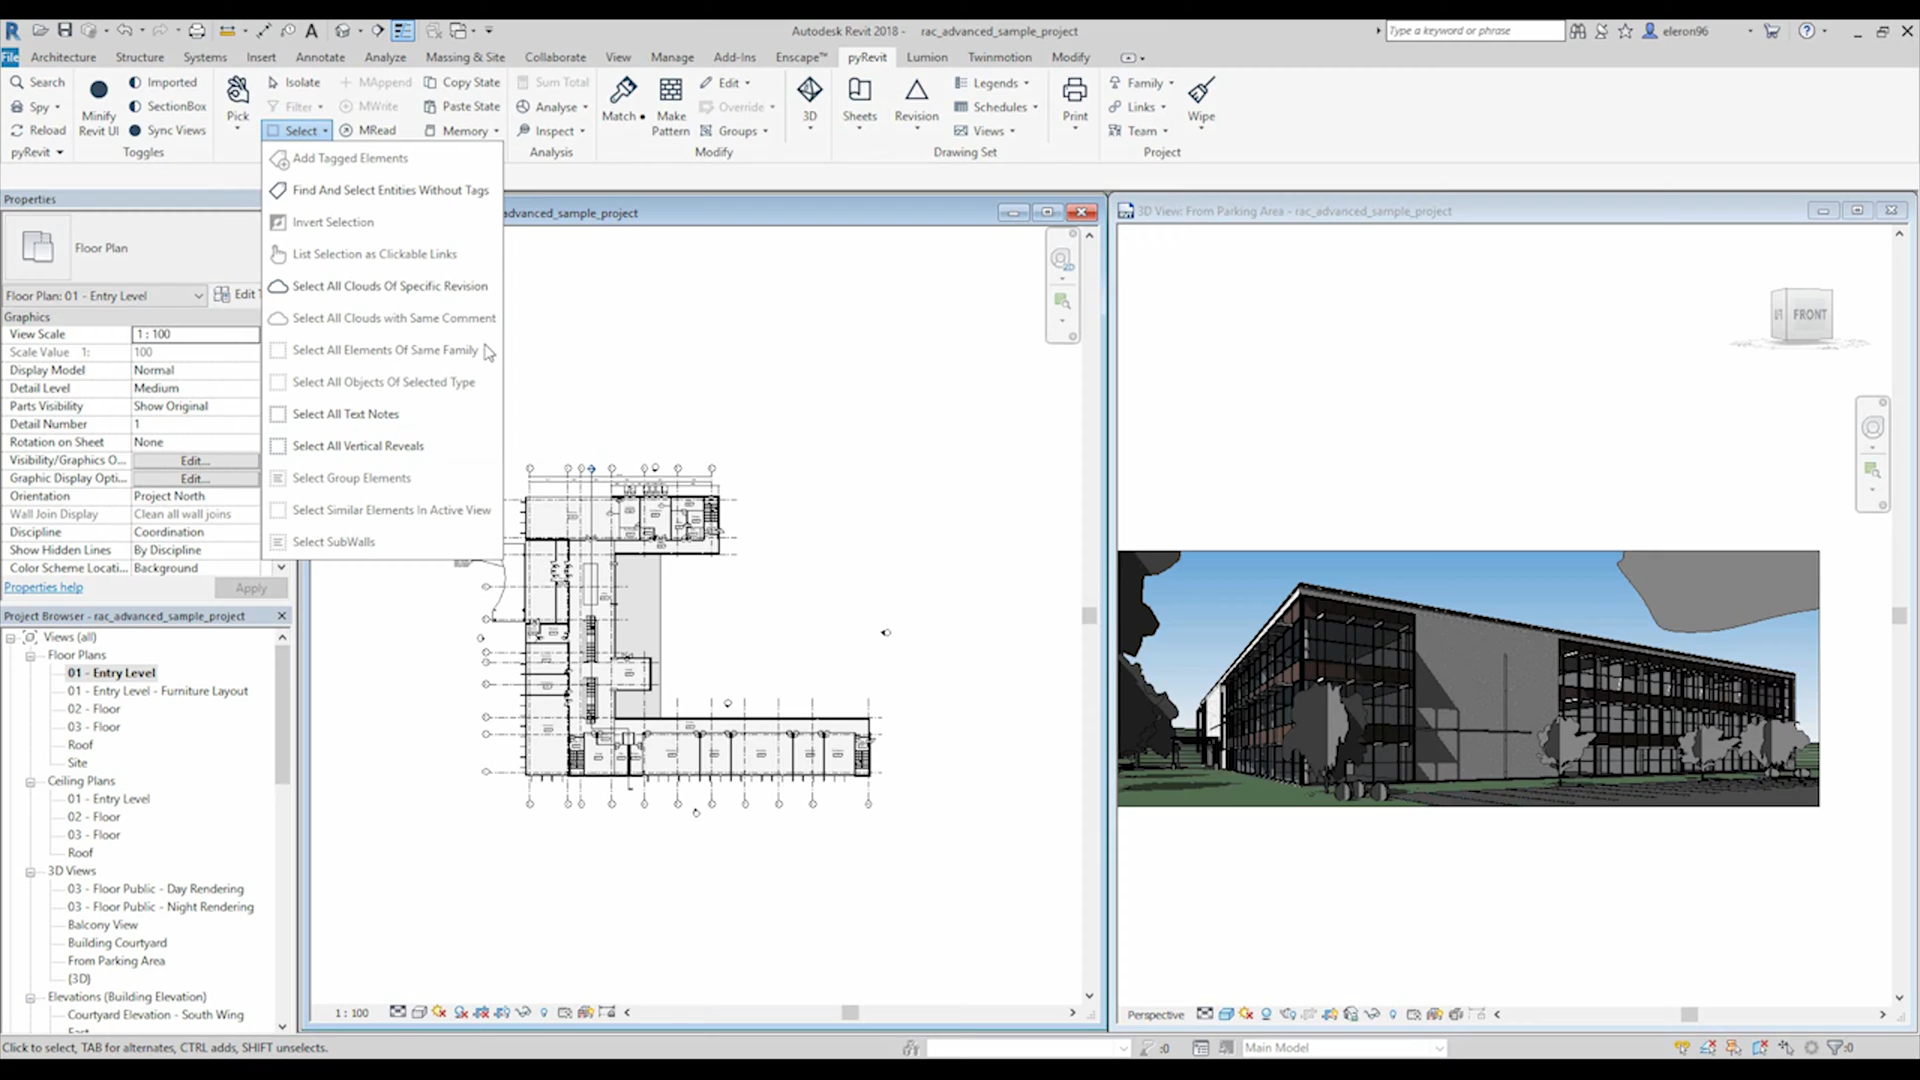 Autodesk Revit 2018 - rac_advanced_sample_project
Type a keyword or phrase
eleron96
File Architecture Structure Systems Insert Annotate Analyze Massing & Site Collaborate View Manage Add-Ins Enscape™ pyRevit Lumion Twinmotion Modify
Search
Spy
Reload
pyRevit
Minify
Revit UI
Imported
SectionBox
Sync Views
Toggles
Pick
Isolate
Filter
Select
MAppend
MWrite
MRead
Copy State
Paste State
Memory
Sum Total
Analyse
Inspect
Analysis
Match
Make
Pattern
Edit
Override
Groups
Modify
3D
Sheets
Revision
Legends
Schedules
Views
Drawing Set
Print
Family
Links
Team
Project
Wipe
Add Tagged Elements
Find And Select Entities Without Tags
Invert Selection
List Selection as Clickable Links
Select All Clouds Of Specific Revision
Select All Clouds with Same Comment
Select All Elements Of Same Family
Select All Objects Of Selected Type
Select All Text Notes
Select All Vertical Reveals
Select Group Elements
Select Similar Elements In Active View
Select SubWalls
Properties
Floor Plan
Floor Plan: 01 - Entry Level
Edit T
Graphics
View Scale 1 : 100
Scale Value 1: 100
Display Model Normal
Detail Level Medium
Parts Visibility Show Original
Detail Number 1
Rotation on Sheet None
Visibility/Graphics O... Edit...
Graphic Display Opti... Edit...
Orientation Project North
Wall Join Display Clean all wall joins
Discipline Coordination
Show Hidden Lines By Discipline
Color Scheme Locati... Background
Properties help Apply
Project Browser - rac_advanced_sample_project
Views (all)
Floor Plans
01 - Entry Level
01 - Entry Level - Furniture Layout
02 - Floor
03 - Floor
Roof
Site
Ceiling Plans
01 - Entry Level
02 - Floor
03 - Floor
Roof
3D Views
03 - Floor Public - Day Rendering
03 - Floor Public - Night Rendering
Balcony View
Building Courtyard
From Parking Area
{3D}
Elevations (Building Elevation)
Courtyard Elevation - South Wing
East
advanced_sample_project
2D
1 : 100
3D View: From Parking Area - rac_advanced_sample_project
FRONT
Perspective
Click to select, TAB for alternates, CTRL adds, SHIFT unselects.
:0
Main Model
:0